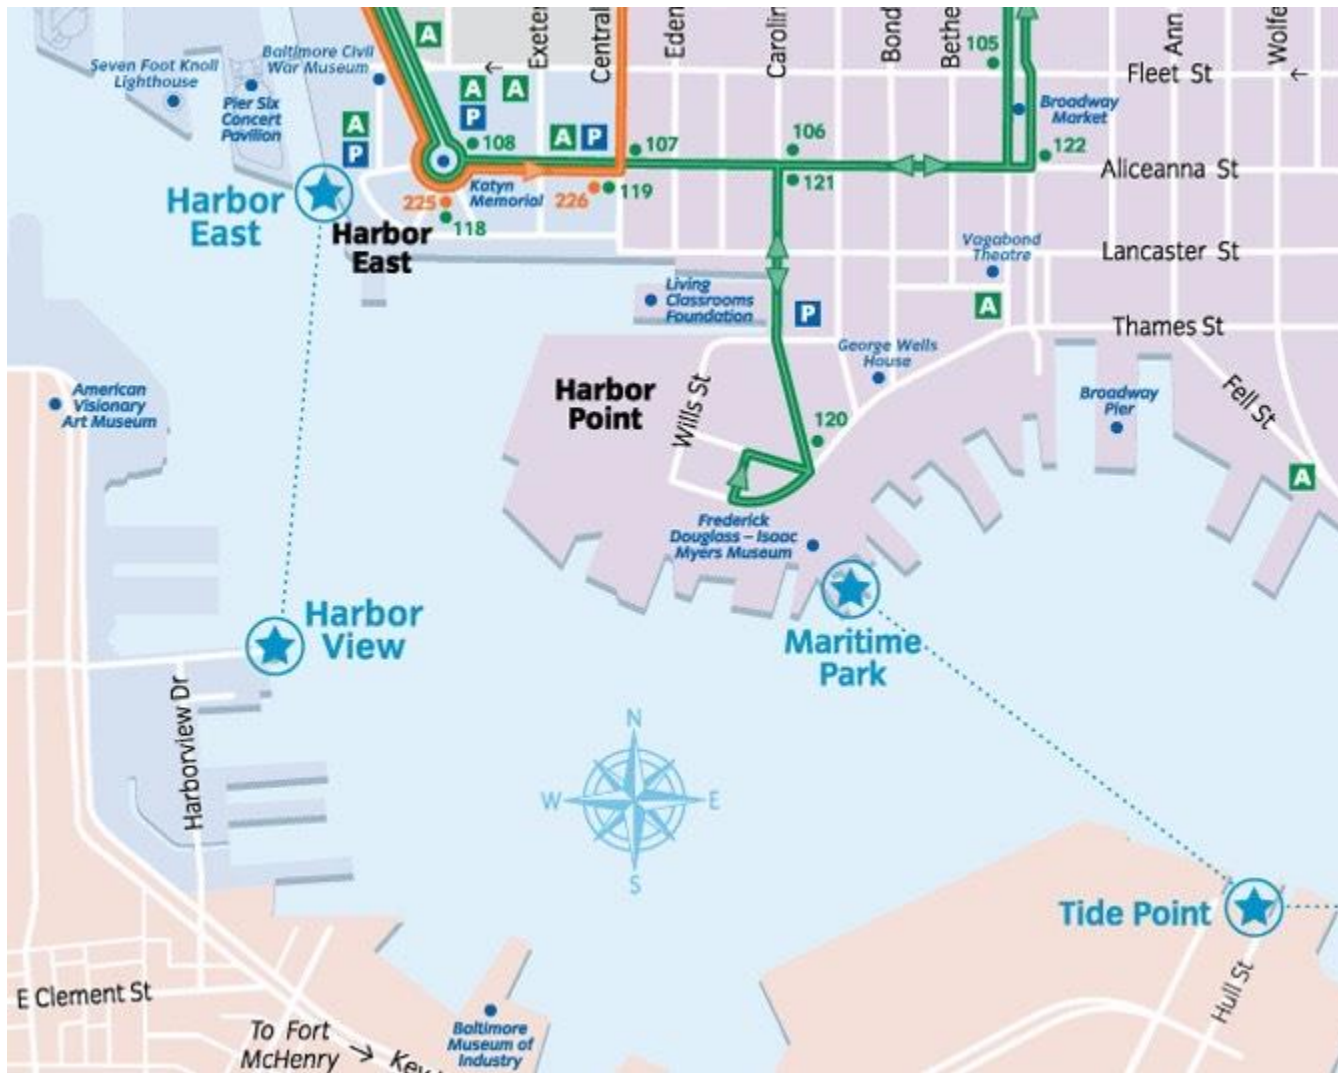 A
Exeter
Central
Eden
Carolin
Bond
Bethe
105
Ann
Wolfe
Fleet St
←
←
Seven Foot Knoll
Lighthouse
Baltimore Civil
War Museum
Pier Six
Concert
Pavilion
A
P
A
A
P
108
A
P
107
106
Broadway
Market
122
Aliceanna St
Harbor
East
Harbor
East
Katyn
Memorial
225
118
226
119
121
Lancaster St
Vagabond
Theatre
A
Living
Classrooms
Foundation
P
Thames St
George Wells
House
Harbor
Point
Wills St
120
Broadway
Pier
Fell St
A
American
Visionary
Art Museum
Frederick
Douglass – Isaac
Myers Museum
Harbor
View
Maritime
Park
Harborview Dr
N
W
E
S
Tide Point
Hull St
E Clement St
To Fort
McHenry →
Key
Baltimore
Museum of
Industry